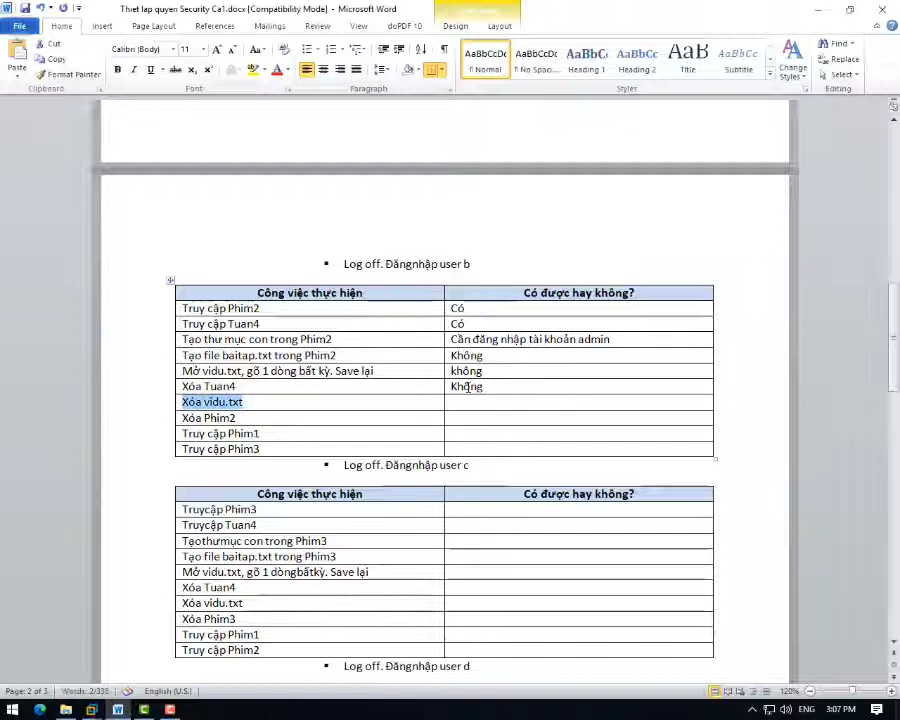 Thiet lap quyen Security Ca1.docx [Compatibility Mode] - Microsoft Word
File
Home
Insert
Page Layout
References
Mailings
Review
View
doPDF 10
Design
Layout
Paste
Cut
Copy
Format Painter
Clipboard
Calibri (Body)
11
Font
Paragraph
AaBbCcDc
¶ Normal
AaBbCcDc
¶ No Spac...
AaBbCc
Heading 1
AaBbCc
Heading 2
AaB
Title
AaBbCc.
Subtitle
Change Styles
Styles
Find
Replace
Select
Editing
▪ Log off. Đăngnhập user b
Công việc thực hiện Có được hay không?
Truy cập Phim2 Có
Truy cập Tuan4 Có
Tạo thư mục con trong Phim2 Cần đăng nhập tài khoản admin
Tạo file baitap.txt trong Phim2 Không
Mở vidu.txt, gõ 1 dòng bất kỳ. Save lại không
Xóa Tuan4 Không
Xóa vidu.txt
Xóa Phim2
Truy cập Phim1
Truy cập Phim3
▪ Log off. Đăngnhập user c
Công việc thực hiện Có được hay không?
Truycập Phim3
Truycập Tuan4
Tạothưmục con trong Phim3
Tạo file baitap.txt trong Phim3
Mở vidu.txt, gõ 1 dòngbấtkỳ. Save lại
Xóa Tuan4
Xóa vidu.txt
Xóa Phim3
Truy cập Phim1
Truy cập Phim2
▪ Log off. Đăngnhập user d
Page: 2 of 3 Words: 2/336 English (U.S.) 120%
ENG 3:07 PM